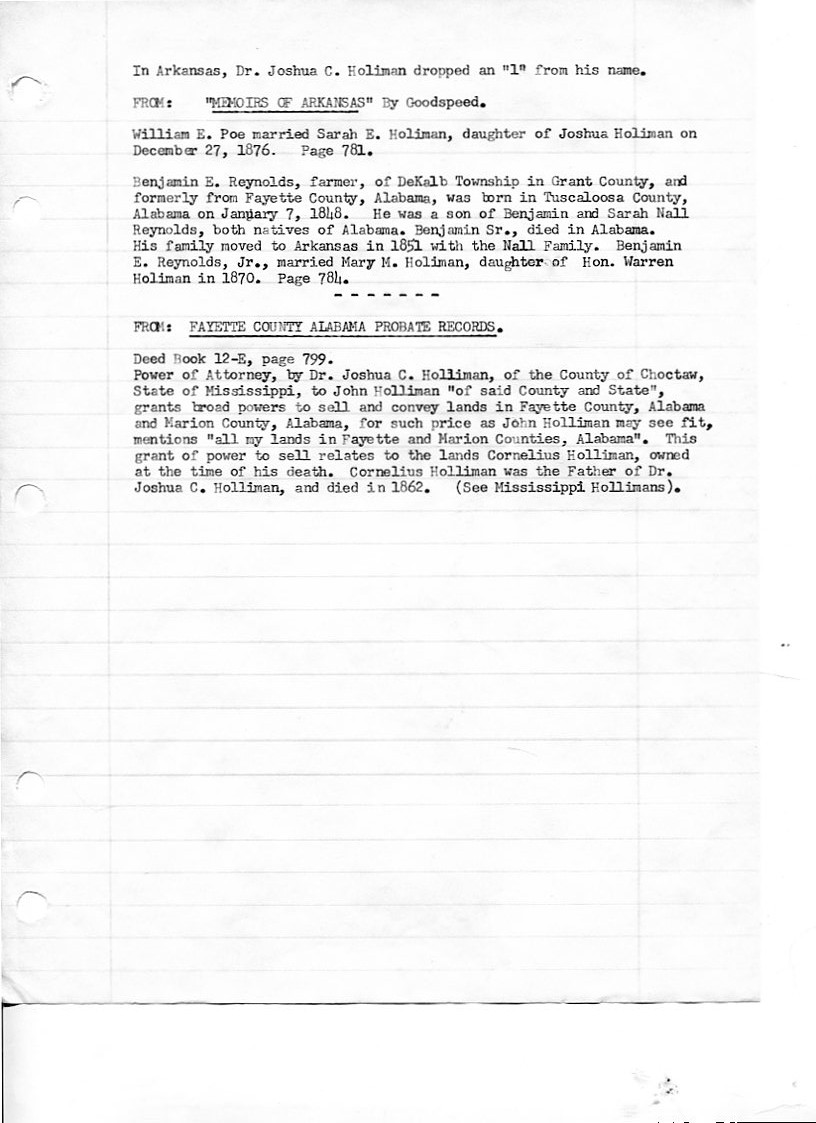 In Arkansas, Dr. Joshua C. Holiman dropped an "l" from his name.
FROM: "MEMOIRS OF ARKANSAS" By Goodspeed.
William E. Poe married Sarah E. Holiman, daughter of Joshua Holiman on
December 27, 1876. Page 781.
Benjamin E. Reynolds, farmer, of DeKalb Township in Grant County, and
formerly from Fayette County, Alabama, was born in Tuscaloosa County,
Alabama on January 7, 1848. He was a son of Benjamin and Sarah Nall
Reynolds, both natives of Alabama. Benjamin Sr., died in Alabama.
His family moved to Arkansas in 1851 with the Nall Family. Benjamin
E. Reynolds, Jr., married Mary M. Holiman, daughter of Hon. Warren
Holiman in 1870. Page 784.
- - - - - - -
FROM: FAYETTE COUNTY ALABAMA PROBATE RECORDS.
Deed Book 12-E, page 799.
Power of Attorney, by Dr. Joshua C. Holliman, of the County of Choctaw,
State of Mississippi, to John Holliman "of said County and State",
grants broad powers to sell and convey lands in Fayette County, Alabama
and Marion County, Alabama, for such price as John Holliman may see fit,
mentions "all my lands in Fayette and Marion Counties, Alabama". This
grant of power to sell relates to the lands Cornelius Holliman, owned
at the time of his death. Cornelius Holliman was the Father of Dr.
Joshua C. Holliman, and died in 1862. (See Mississippi Hollimans).